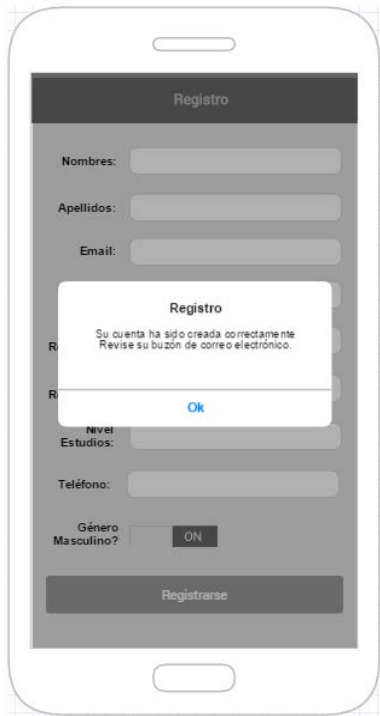 Registro
Nombres:
Apellidos:
Email:
Registro
Su cuenta ha sido creada correctamente
Revise su buzón de correo electrónico.
Ok
Nivel
Estudios:
Teléfono:
Género
Masculino?
ON
Registrarse